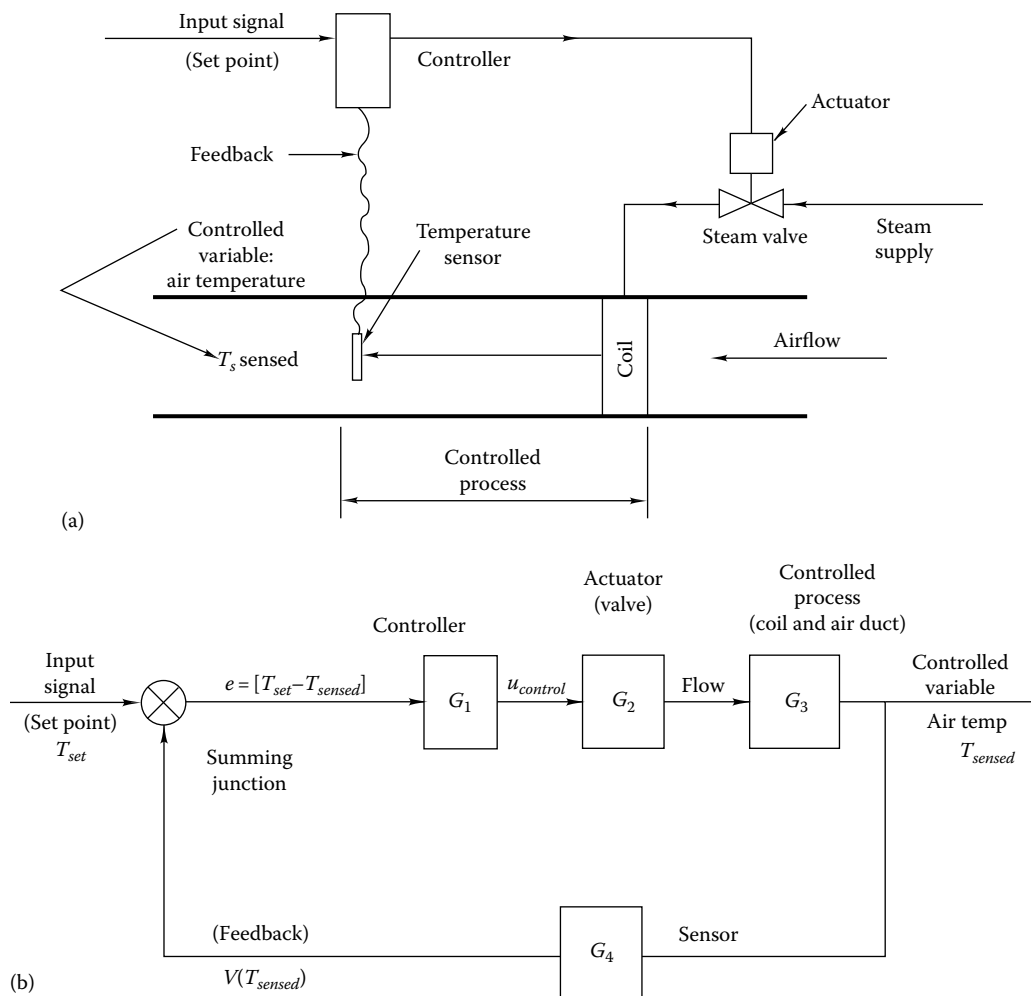 Input signal
(Set point)
Controller
Actuator
Feedback
Controlled
variable:
air temperature
Temperature
sensor
Steam valve
Steam
supply
T_s sensed
Coil
Airflow
Controlled
process
(a)
Actuator
(valve)
Controlled
process
(coil and air duct)
Controller
Input
signal
(Set point)
T_set
e = [T_set–T_sensed]
G_1
u_control
G_2
Flow
G_3
Controlled
variable
Air temp
T_sensed
Summing
junction
(Feedback)
V(T_sensed)
G_4
Sensor
(b)